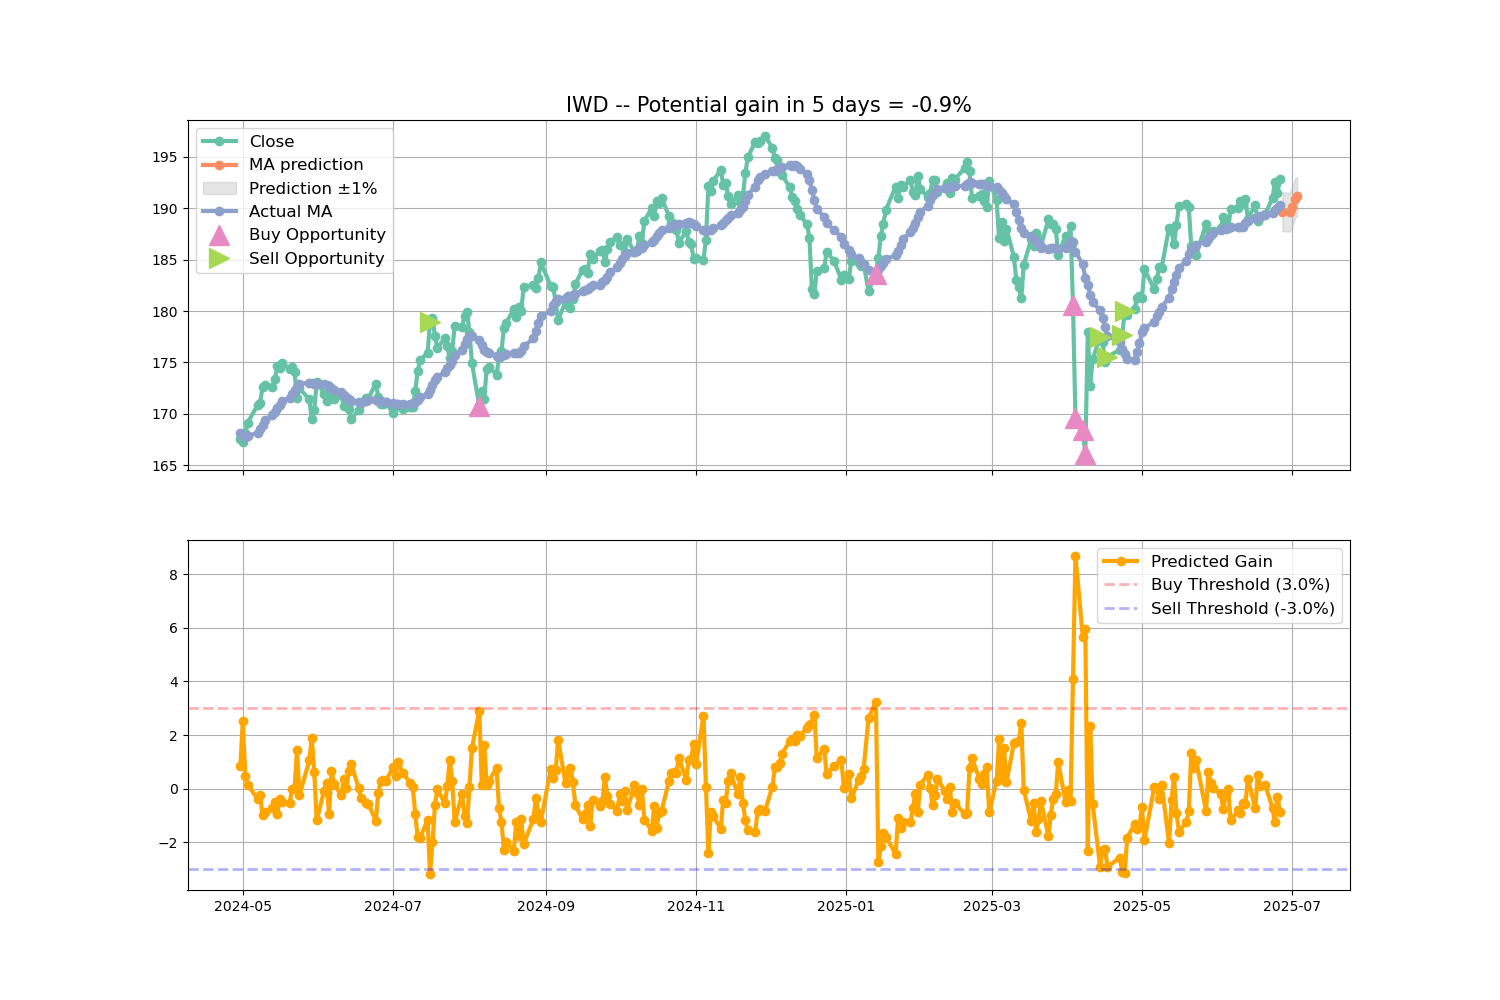 IWD -- Potential gain in 5 days = -0.9%
Close
MA prediction
Prediction ±1%
Actual MA
Buy Opportunity
Sell Opportunity
195
190
185
180
175
170
165
Predicted Gain
Buy Threshold (3.0%)
Sell Threshold (-3.0%)
8
6
4
2
0
−2
2024-05
2024-07
2024-09
2024-11
2025-01
2025-03
2025-05
2025-07